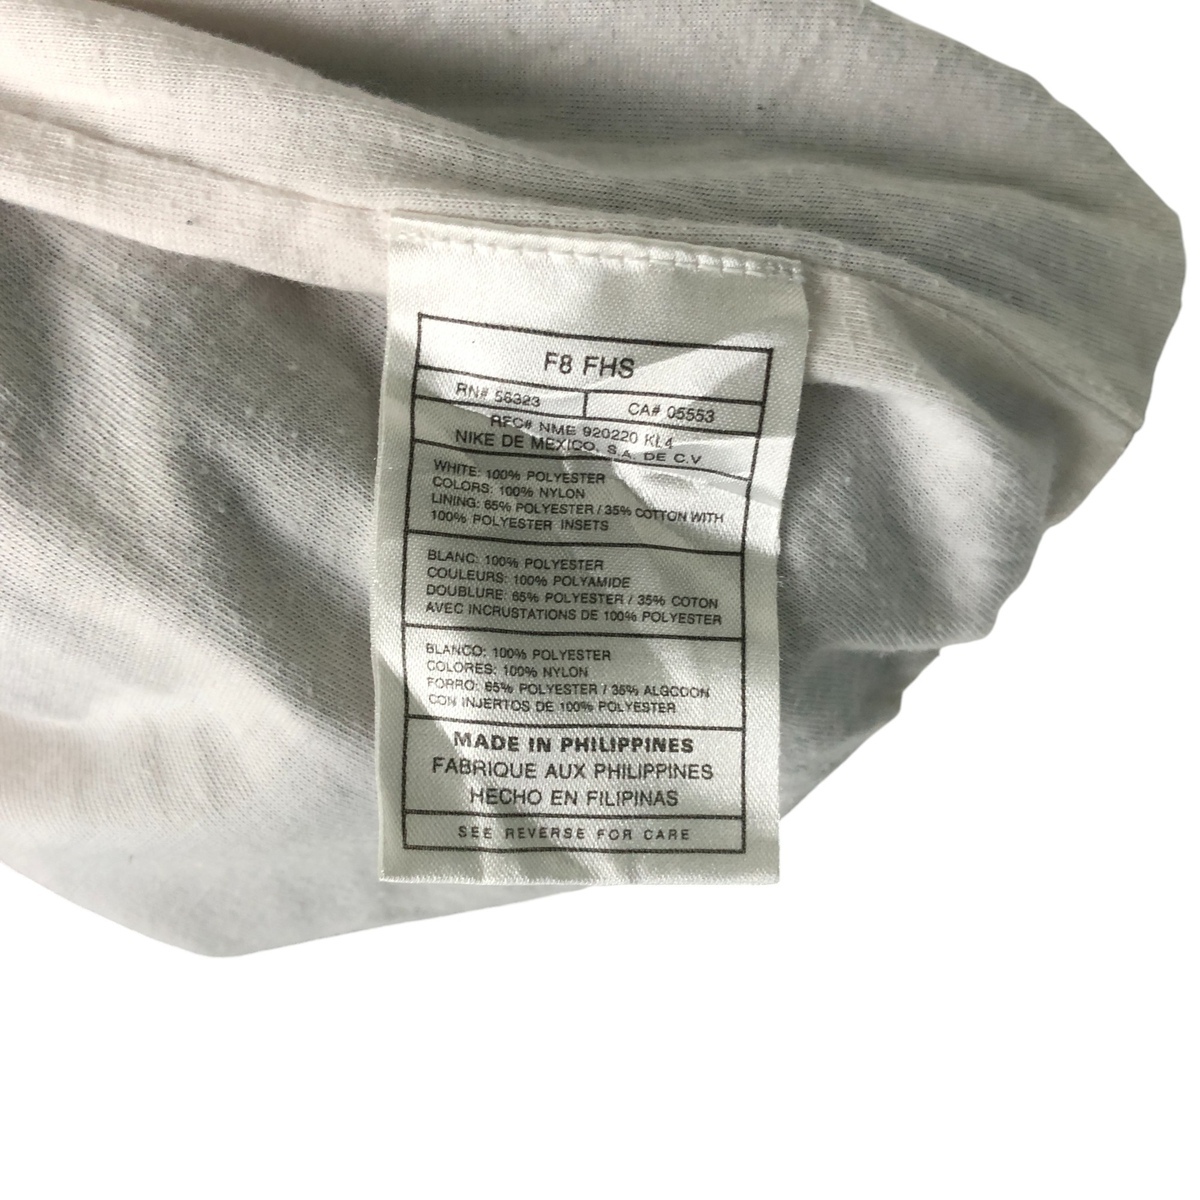 F8 FHS
RN# 56323
CA# 05553
RFC# NME 920220 KL4
NIKE DE MEXICO, S.A. DE C.V
WHITE: 100% POLYESTER
COLORS: 100% NYLON
LINING: 65% POLYESTER / 35% COTTON WITH
100% POLYESTER INSETS
BLANC: 100% POLYESTER
COULEURS: 100% POLYAMIDE
DOUBLURE: 65% POLYESTER / 35% COTON
AVEC INCRUSTATIONS DE 100% POLYESTER
BLANCO: 100% POLYESTER
COLORES: 100% NYLON
FORRO: 65% POLYESTER / 35% ALGODON
CON INJERTOS DE 100% POLYESTER
MADE IN PHILIPPINES
FABRIQUE AUX PHILIPPINES
HECHO EN FILIPINAS
SEE REVERSE FOR CARE